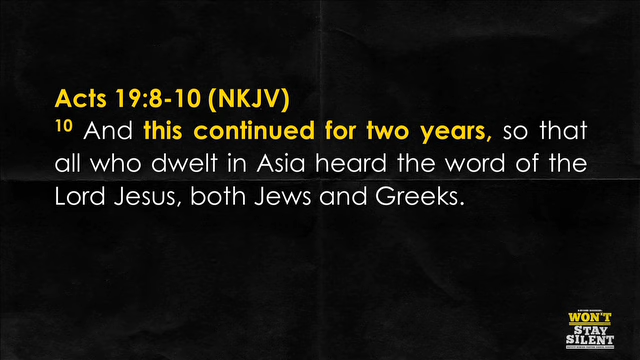 Acts 19:8-10 (NKJV)
10 And this continued for two years, so that
all who dwelt in Asia heard the word of the
Lord Jesus, both Jews and Greeks.
WON'T
STAY
SILENT